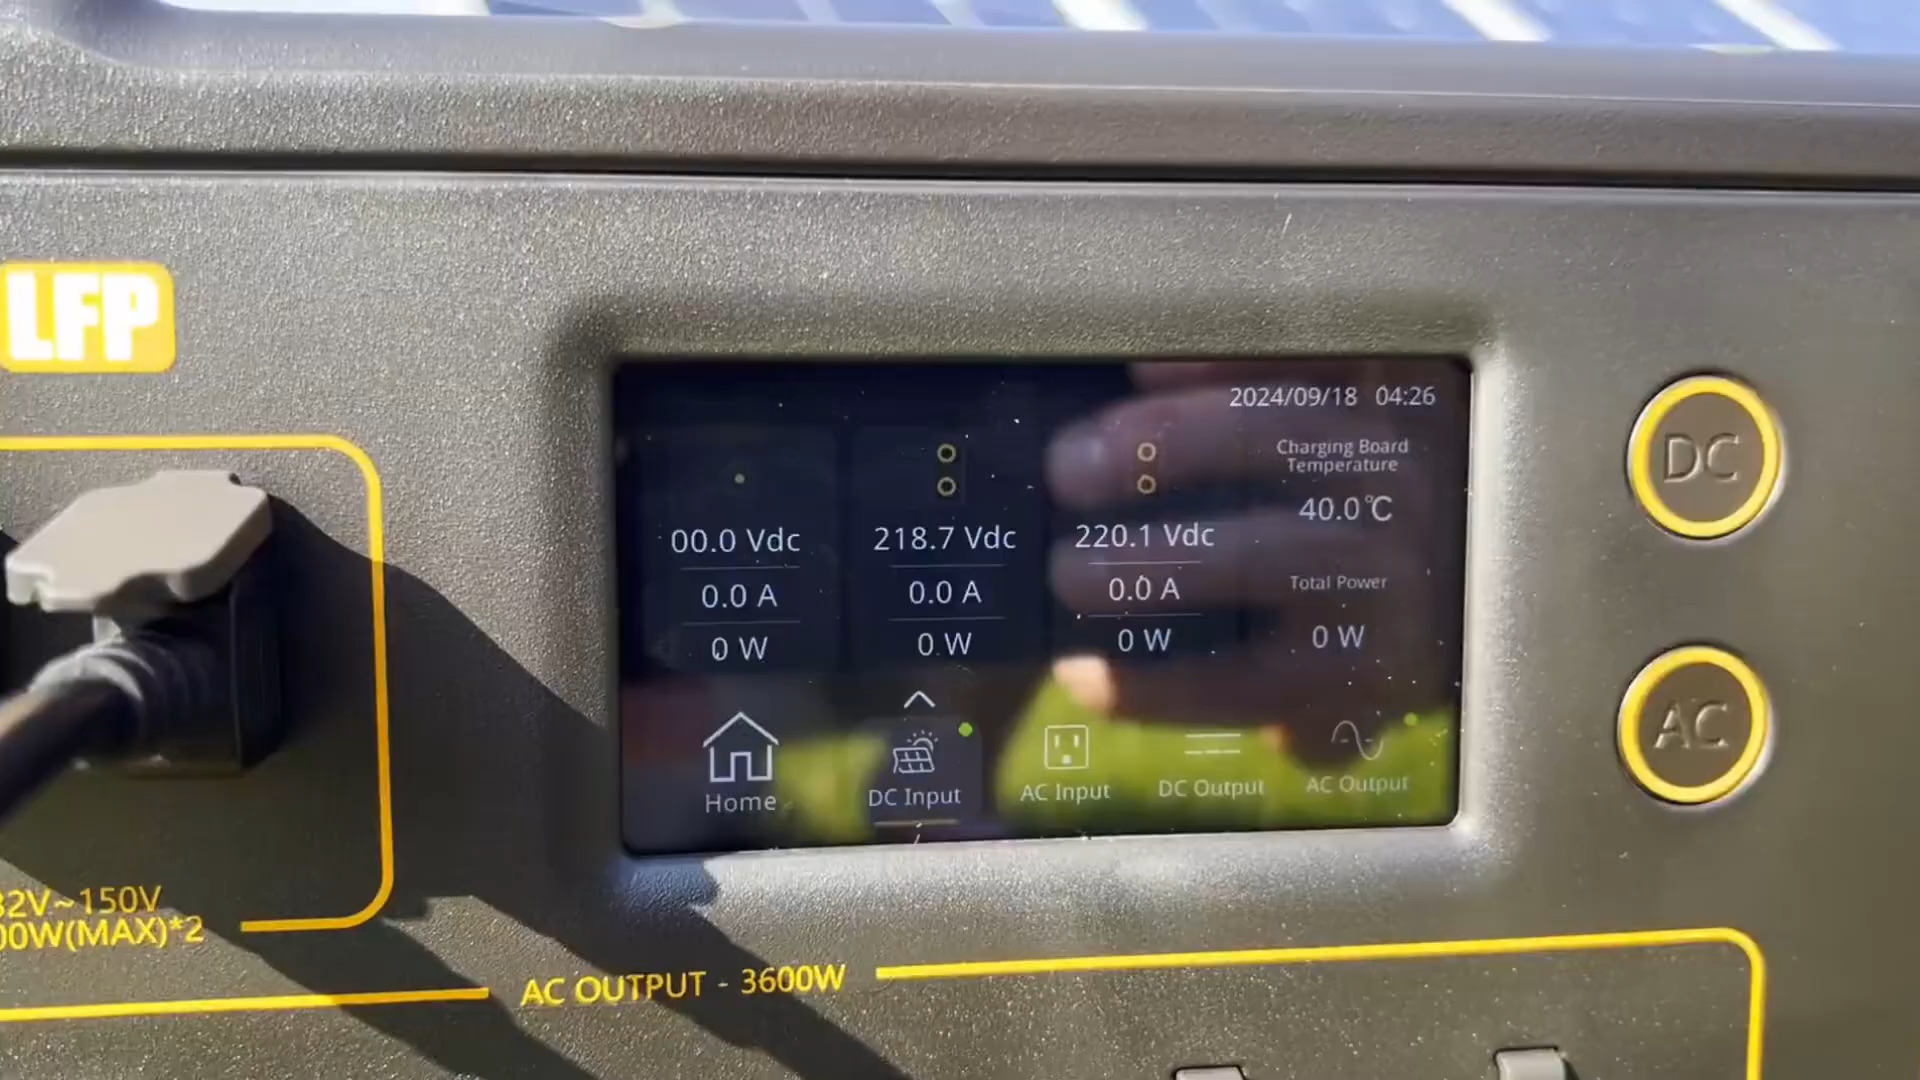 LFP
2024/09/18 04:26
Charging Board
Temperature
40.0℃
00.0 Vdc
218.7 Vdc
220.1 Vdc
0.0 A
0.0 A
0.0 A
Total Power
0 W
0 W
0 W
0 W
Home
DC Input
AC Input
DC Output
AC Output
DC
AC
32V~150V
00W(MAX)*2
AC OUTPUT - 3600W